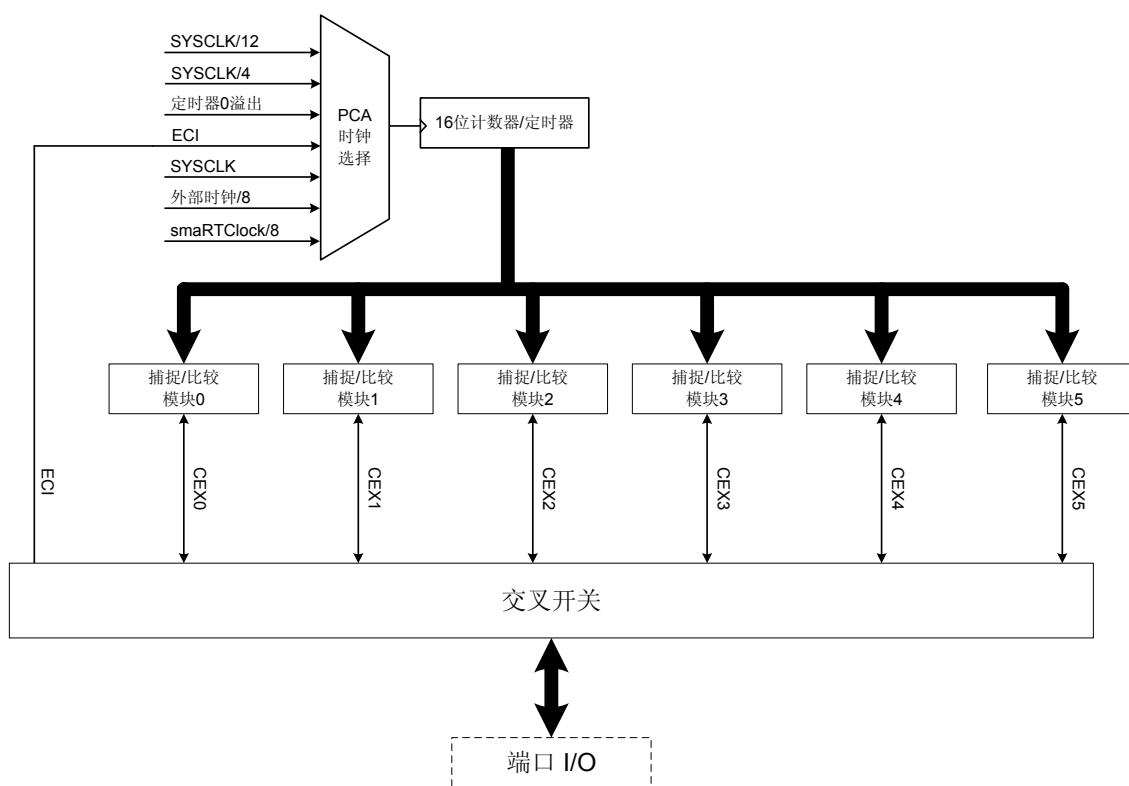 SYSCLK/12
SYSCLK/4
定时器0溢出
ECI
SYSCLK
外部时钟/8
smaRTClock/8
PCA
时钟
选择
16位计数器/定时器
捕捉/比较
模块0
捕捉/比较
模块1
捕捉/比较
模块2
捕捉/比较
模块3
捕捉/比较
模块4
捕捉/比较
模块5
ECI
CEX0
CEX1
CEX2
CEX3
CEX4
CEX5
交叉开关
端口 I/O